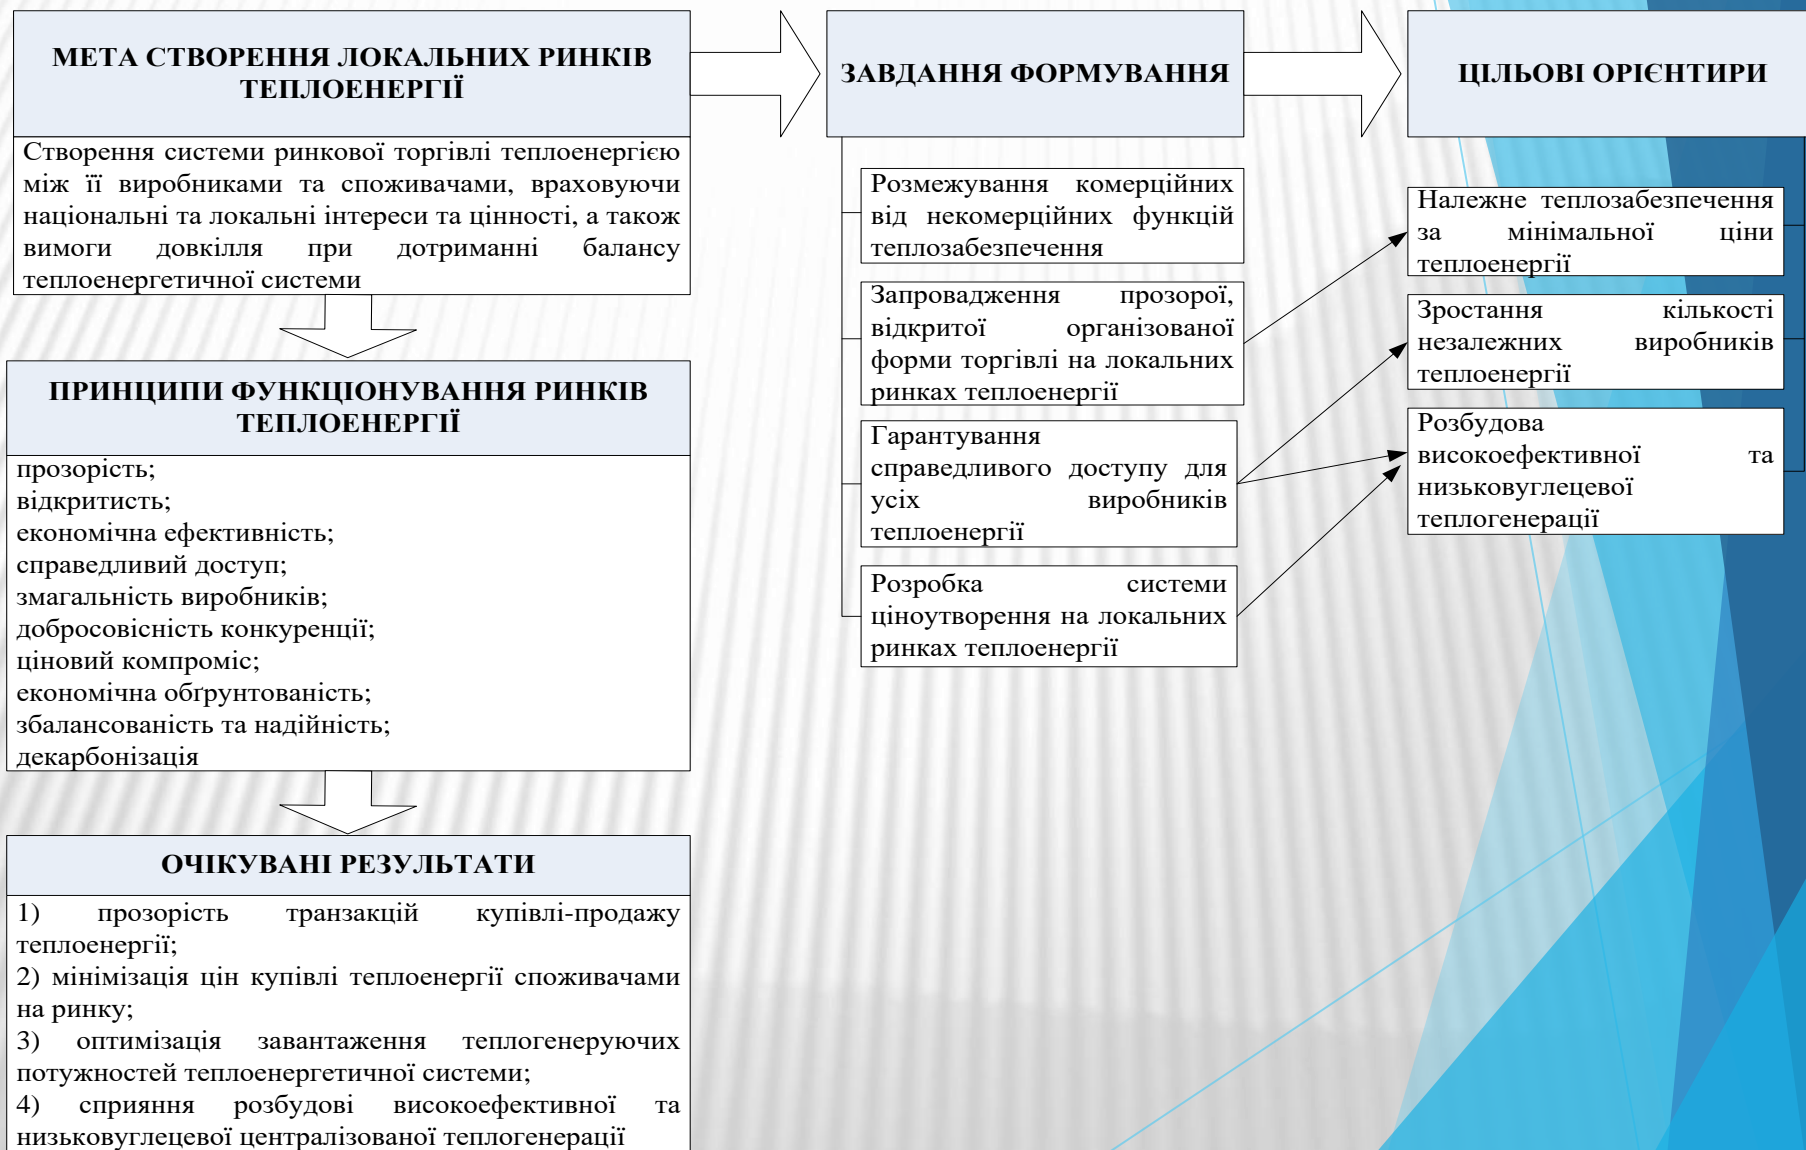 МЕТА СТВОРЕННЯ ЛОКАЛЬНИХ РИНКІВ
ТЕПЛОЕНЕРГІЇ
Створення системи ринкової торгівлі теплоенергією
між її виробниками та споживачами, враховуючи
національні та локальні інтереси та цінності, а також
вимоги довкілля при дотриманні балансу
теплоенергетичної системи
ПРИНЦИПИ ФУНКЦІОНУВАННЯ РИНКІВ
ТЕПЛОЕНЕРГІЇ
прозорість;
відкритисть;
економічна ефективність;
справедливий доступ;
змагальність виробників;
добросовісність конкуренції;
ціновий компроміс;
економічна обґрунтованість;
збалансованість та надійність;
декарбонізація
ОЧІКУВАНІ РЕЗУЛЬТАТИ
1) прозорість транзакцій купівлі-продажу
теплоенергії;
2) мінімізація цін купівлі теплоенергії споживачами
на ринку;
3) оптимізація завантаження теплогенеруючих
потужностей теплоенергетичної системи;
4) сприяння розбудові високоефективної та
низьковуглецевої централізованої теплогенерації
ЗАВДАННЯ ФОРМУВАННЯ
Розмежування комерційних
від некомерційних функцій
теплозабезпечення
Запровадження прозорої,
відкритої організованої
форми торгівлі на локальних
ринках теплоенергії
Гарантування
справедливого доступу для
усіх виробників
теплоенергії
Розробка системи
ціноутворення на локальних
ринках теплоенергії
ЦІЛЬОВІ ОРІЄНТИРИ
Належне теплозабезпечення
за мінімальної ціни
теплоенергії
Зростання кількості
незалежних виробників
теплоенергії
Розбудова
високоефективної та
низьковуглецевої
теплогенерації